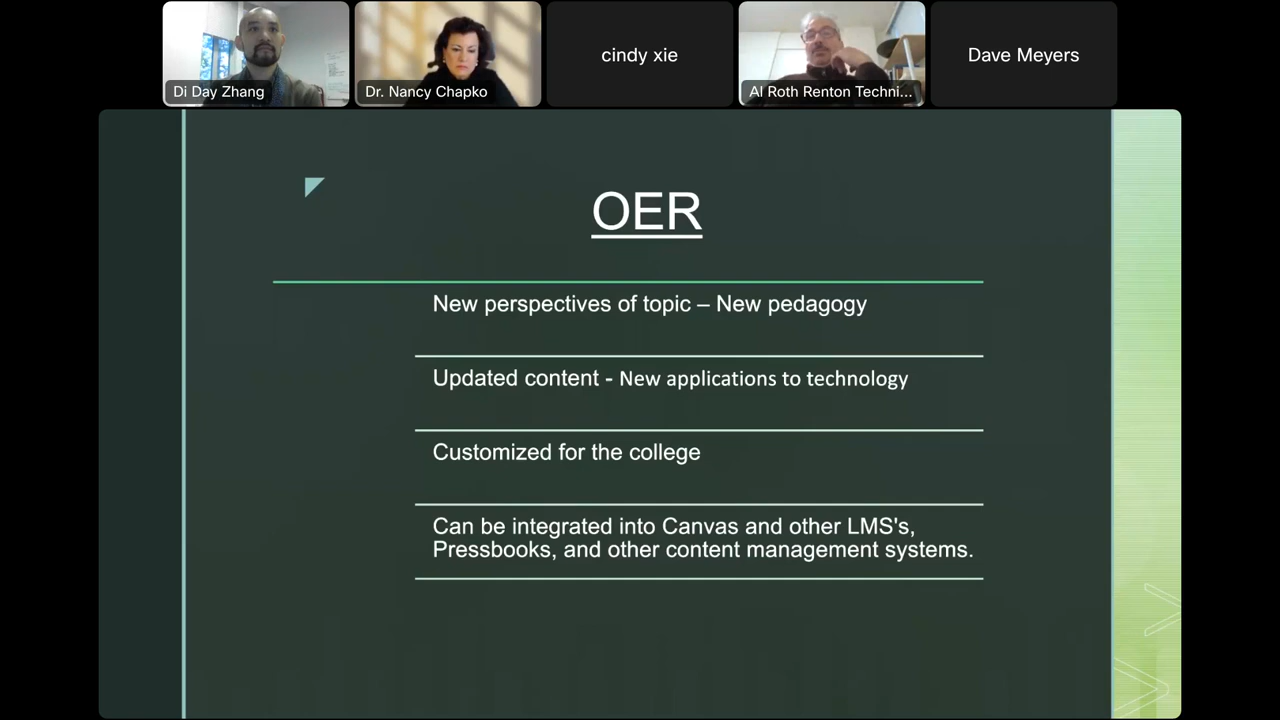 Di Day Zhang
Dr. Nancy Chapko
cindy xie
Al Roth Renton Techni...
Dave Meyers
OER
New perspectives of topic – New pedagogy
Updated content - New applications to technology
Customized for the college
Can be integrated into Canvas and other LMS's,
Pressbooks, and other content management systems.